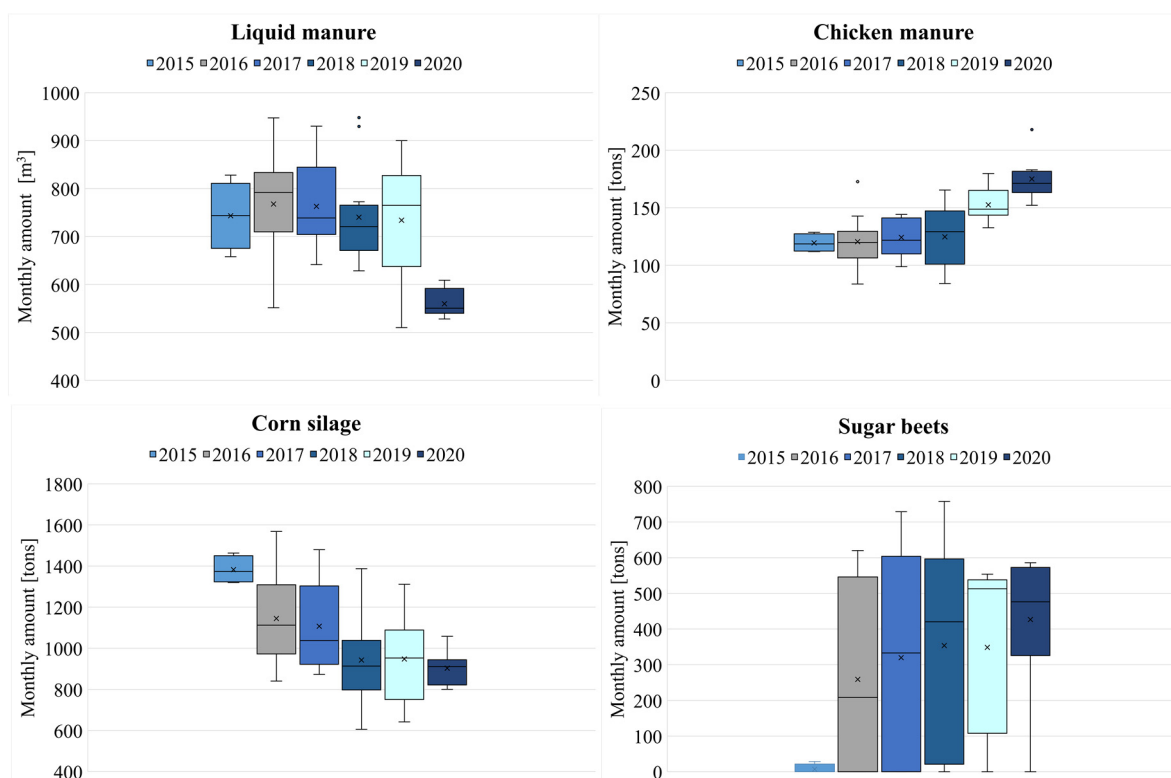 Liquid manure
2015 2016 2017 2018 2019 2020
Monthly amount [m³]
1000
900
800
700
600
500
400
Chicken manure
2015 2016 2017 2018 2019 2020
Monthly amount [tons]
250
200
150
100
50
0
Corn silage
2015 2016 2017 2018 2019 2020
Monthly amount [tons]
1800
1600
1400
1200
1000
800
600
400
Sugar beets
2015 2016 2017 2018 2019 2020
Monthly amount [tons]
800
700
600
500
400
300
200
100
0